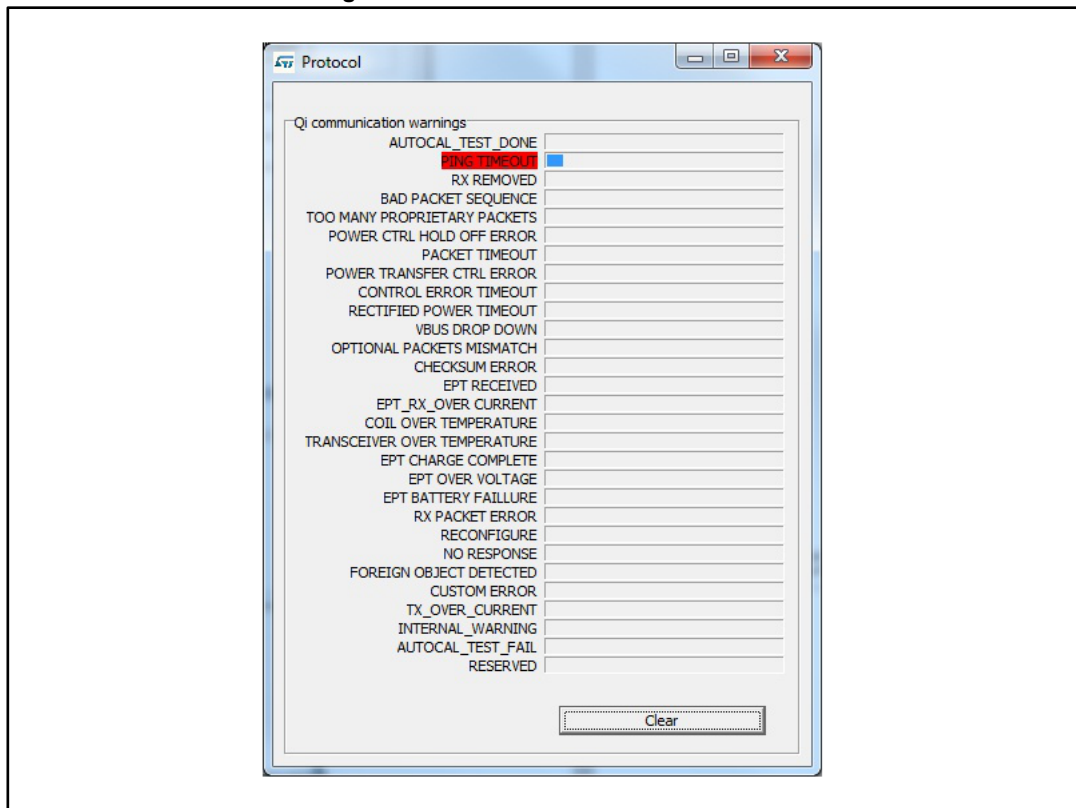 Protocol
Qi communication warnings
AUTOCAL_TEST_DONE
PING TIMEOUT
RX REMOVED
BAD PACKET SEQUENCE
TOO MANY PROPRIETARY PACKETS
POWER CTRL HOLD OFF ERROR
PACKET TIMEOUT
POWER TRANSFER CTRL ERROR
CONTROL ERROR TIMEOUT
RECTIFIED POWER TIMEOUT
VBUS DROP DOWN
OPTIONAL PACKETS MISMATCH
CHECKSUM ERROR
EPT RECEIVED
EPT_RX_OVER CURRENT
COIL OVER TEMPERATURE
TRANSCEIVER OVER TEMPERATURE
EPT CHARGE COMPLETE
EPT OVER VOLTAGE
EPT BATTERY FAILLURE
RX PACKET ERROR
RECONFIGURE
NO RESPONSE
FOREIGN OBJECT DETECTED
CUSTOM ERROR
TX_OVER_CURRENT
INTERNAL_WARNING
AUTOCAL_TEST_FAIL
RESERVED
Clear